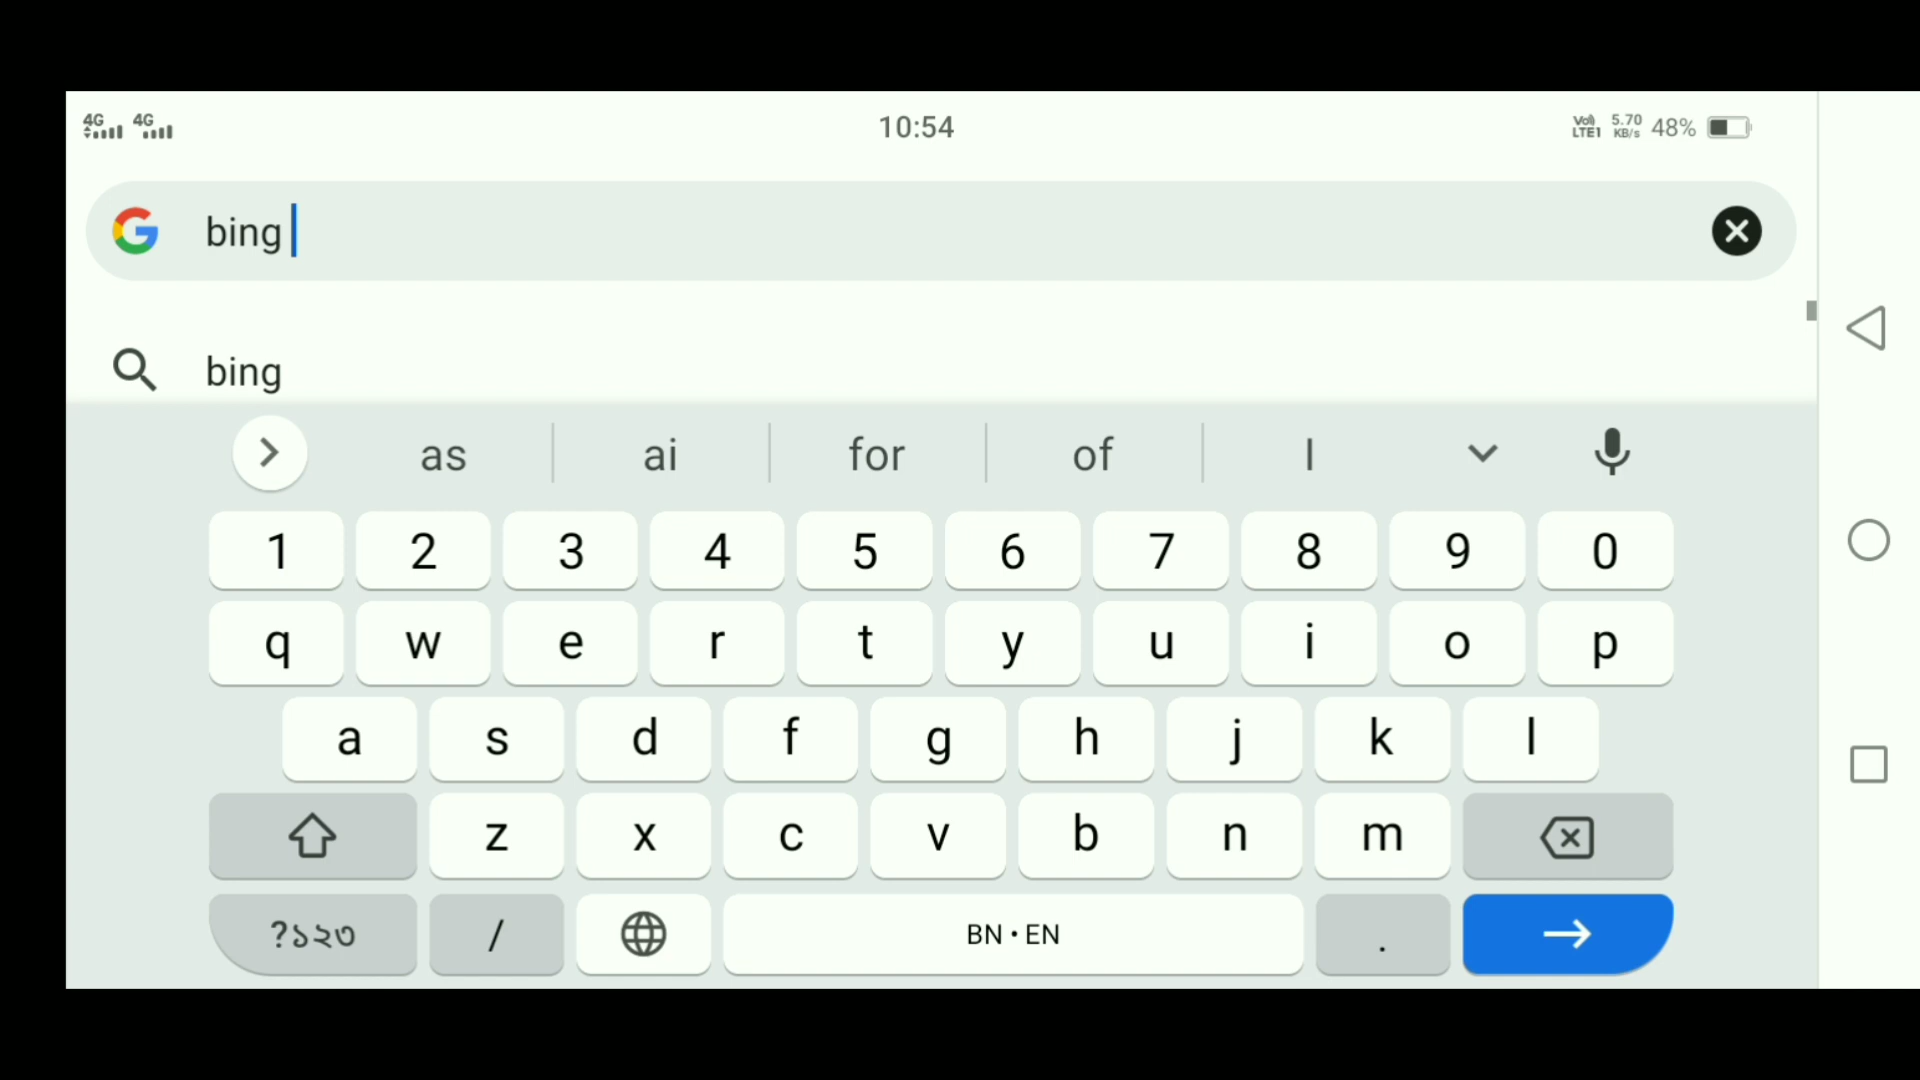 4G 4G 10:54 Vo) LTE1 5.70 KB/s 48%
bing
bing
as ai for of I
1 2 3 4 5 6 7 8 9 0
q w e r t y u i o p
a s d f g h j k l
z x c v b n m
?১২৩ / BN • EN .